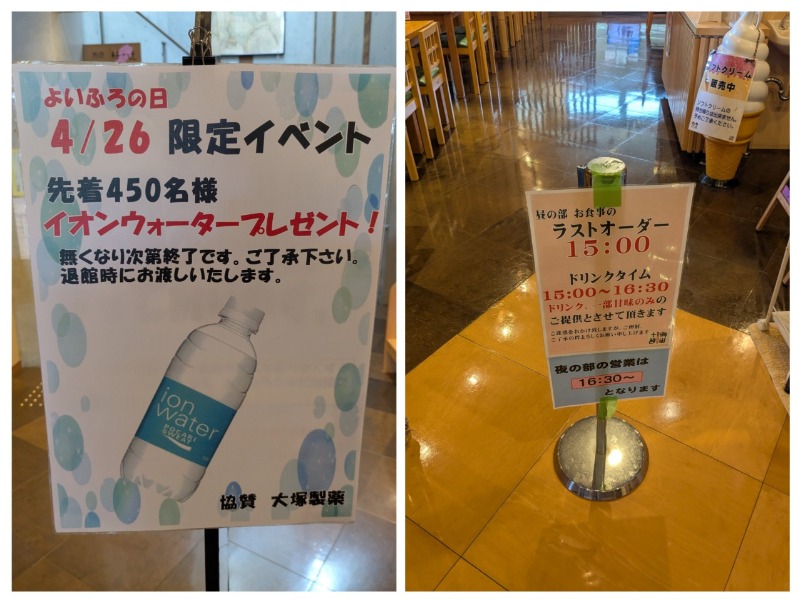 よいふろの日
4/26 限定イベント
先着450名様
イオンウォータープレゼント！
無くなり次第終了です。ご了承下さい。
退館時にお渡しいたします。
ion
water
POCARI
SWEAT
協賛 大塚製薬
昼の部 お食事の
ラストオーダー
15:00
ドリンクタイム
15:00～16:30
ドリンク、一部甘味のみの
ご提供とさせて頂きます
夜の部の営業は
16:30～
となります
ソフトクリーム
販売中